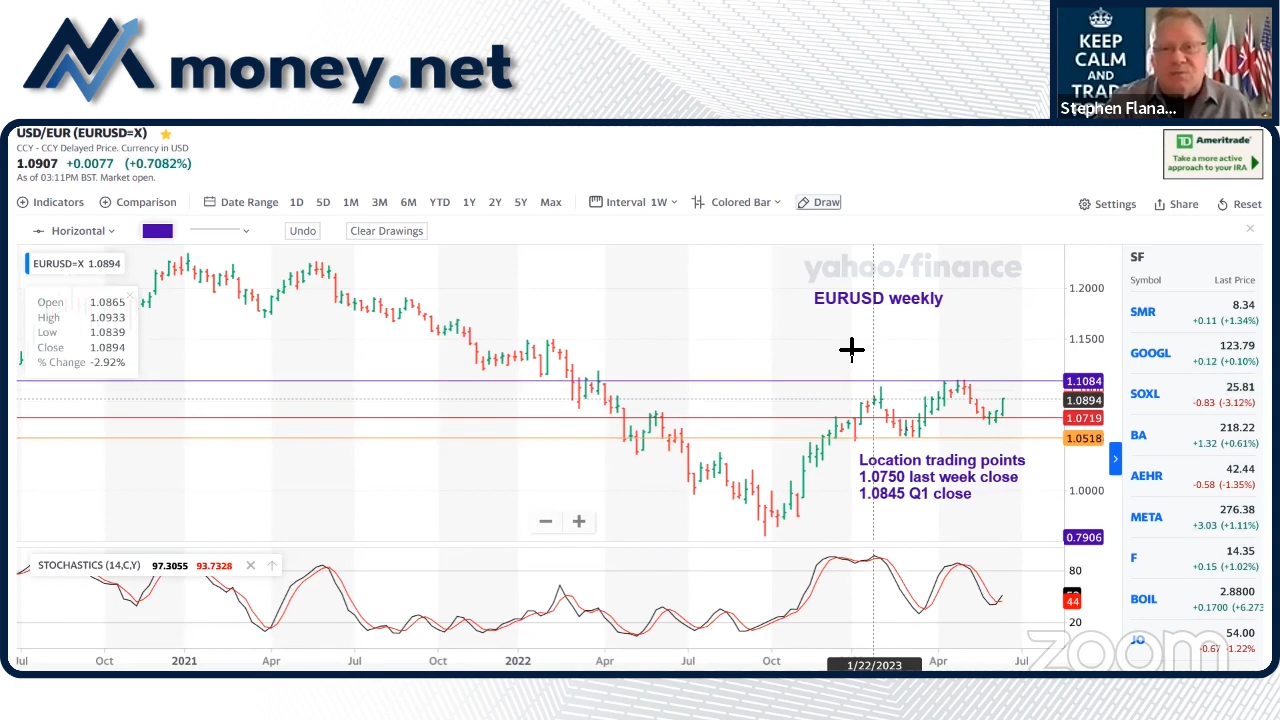 money.net
KEEP
CALM
AND
TRAD
Stephen Flana...
USD/EUR (EURUSD=X)
CCY - CCY Delayed Price. Currency in USD
1.0907 +0.0077 (+0.7082%)
As of 03:11PM BST. Market open.
TD Ameritrade
Take a more active
approach to your IRA
Indicators Comparison Date Range 1D 5D 1M 3M 6M YTD 1Y 2Y 5Y Max Interval 1W Colored Bar Draw Settings Share Reset
Horizontal Undo Clear Drawings
EURUSD=X 1.0894
Open 1.0865
High 1.0933
Low 1.0839
Close 1.0894
% Change -2.92%
yahoo!finance
EURUSD weekly
1.2000
1.1500
1.1084
1.0894
1.0719
1.0518
1.0000
0.7906
Location trading points
1.0750 last week close
1.0845 Q1 close
STOCHASTICS (14,C,Y) 97.3055 93.7328
80
44
20
Jul Oct 2021 Apr Jul Oct 2022 Apr Jul Oct 1/22/2023 Apr Jul
SF
Symbol Last Price
SMR 8.34
+0.11 (+1.34%)
GOOGL 123.79
+0.12 (+0.10%)
SOXL 25.81
-0.83 (-3.12%)
BA 218.22
+1.32 (+0.61%)
AEHR 42.44
-0.58 (-1.35%)
META 276.38
+3.03 (+1.11%)
F 14.35
+0.15 (+1.02%)
BOIL 2.8800
+0.1700 (+6.273
JO 54.00
-0.67 -1.22%
zoom